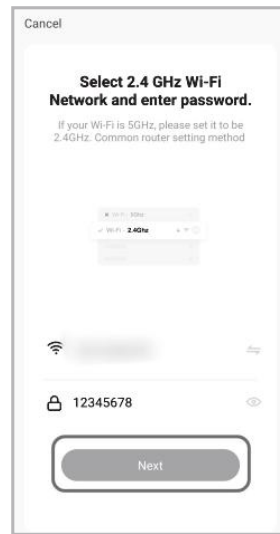 Cancel
Select 2.4 GHz Wi-Fi
Network and enter password.
If your Wi-Fi is 5GHz, please set it to be
2.4GHz. Common router setting method
Wi-Fi - 5Ghz
Wi-Fi - 2.4Ghz
12345678
Next